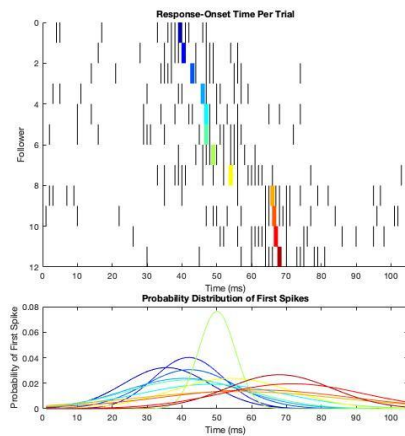 Response-Onset Time Per Trial
0
2
4
6
8
10
12
Follower
0 10 20 30 40 50 60 70 80 90 100
Time (ms)
Probability Distribution of First Spikes
0.08
0.06
0.04
0.02
0
Probability of First Spike
0 10 20 30 40 50 60 70 80 90 100
Time (ms)